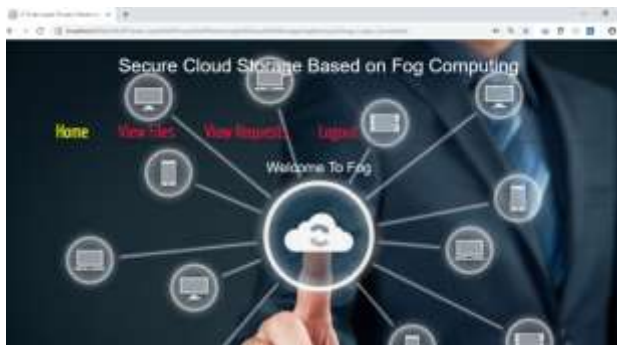 Secure Cloud Storage Based on Fog Computing
Home View Files View Requests Logout
Welcome To Fog